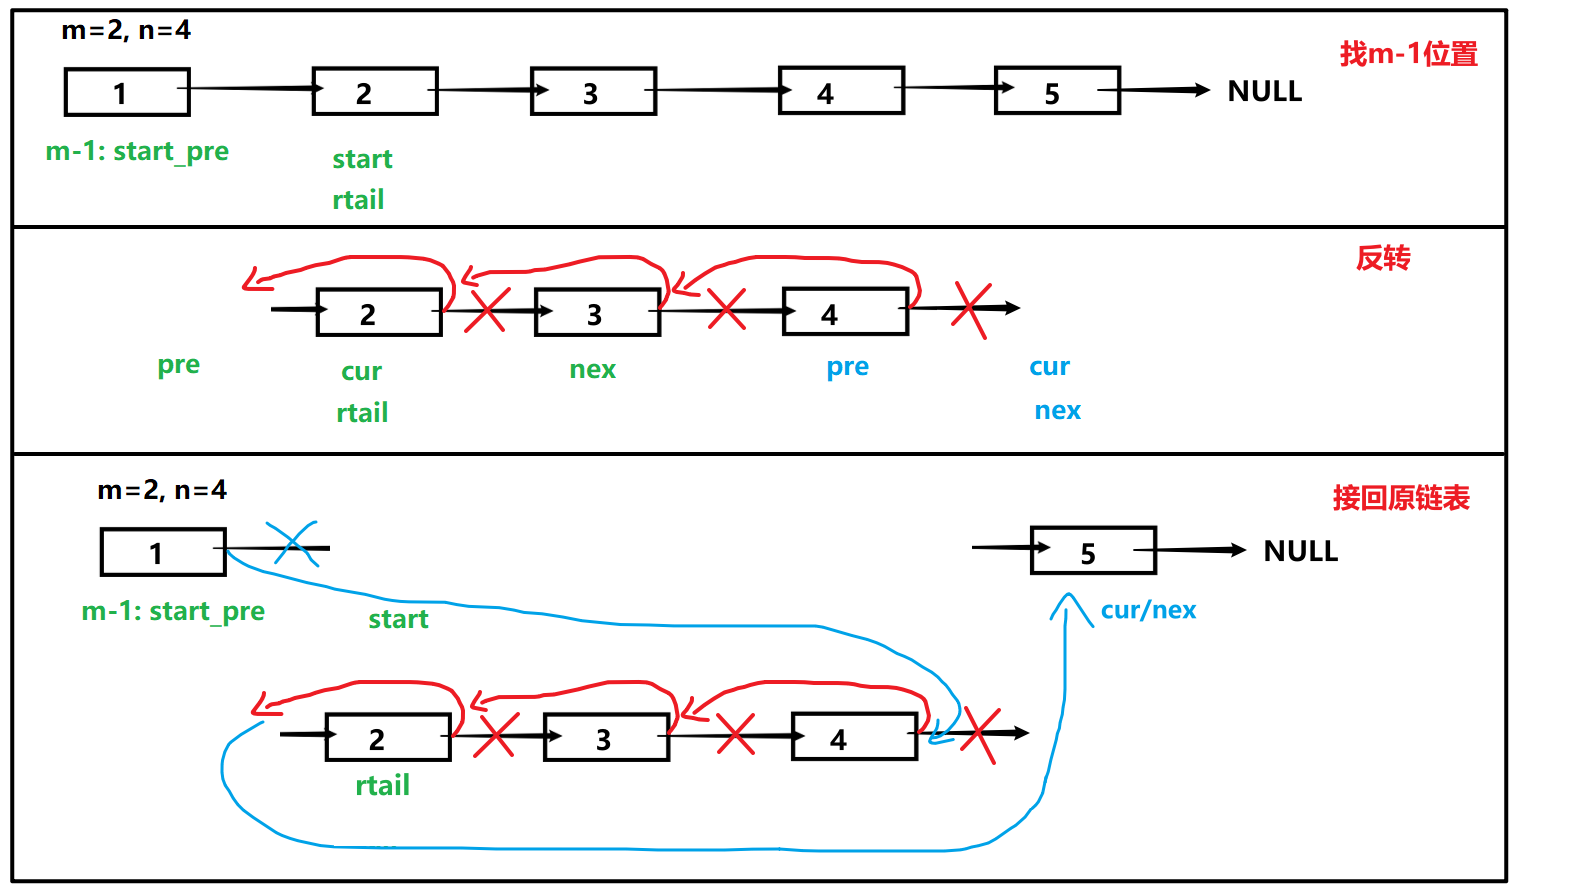 m=2, n=4
找m-1位置
1
2
3
4
5
NULL
m-1: start_pre
start
rtail
反转
2
3
4
pre
cur
nex
pre
cur
rtail
nex
m=2, n=4
接回原链表
1
5
NULL
m-1: start_pre
start
cur/nex
2
3
4
rtail